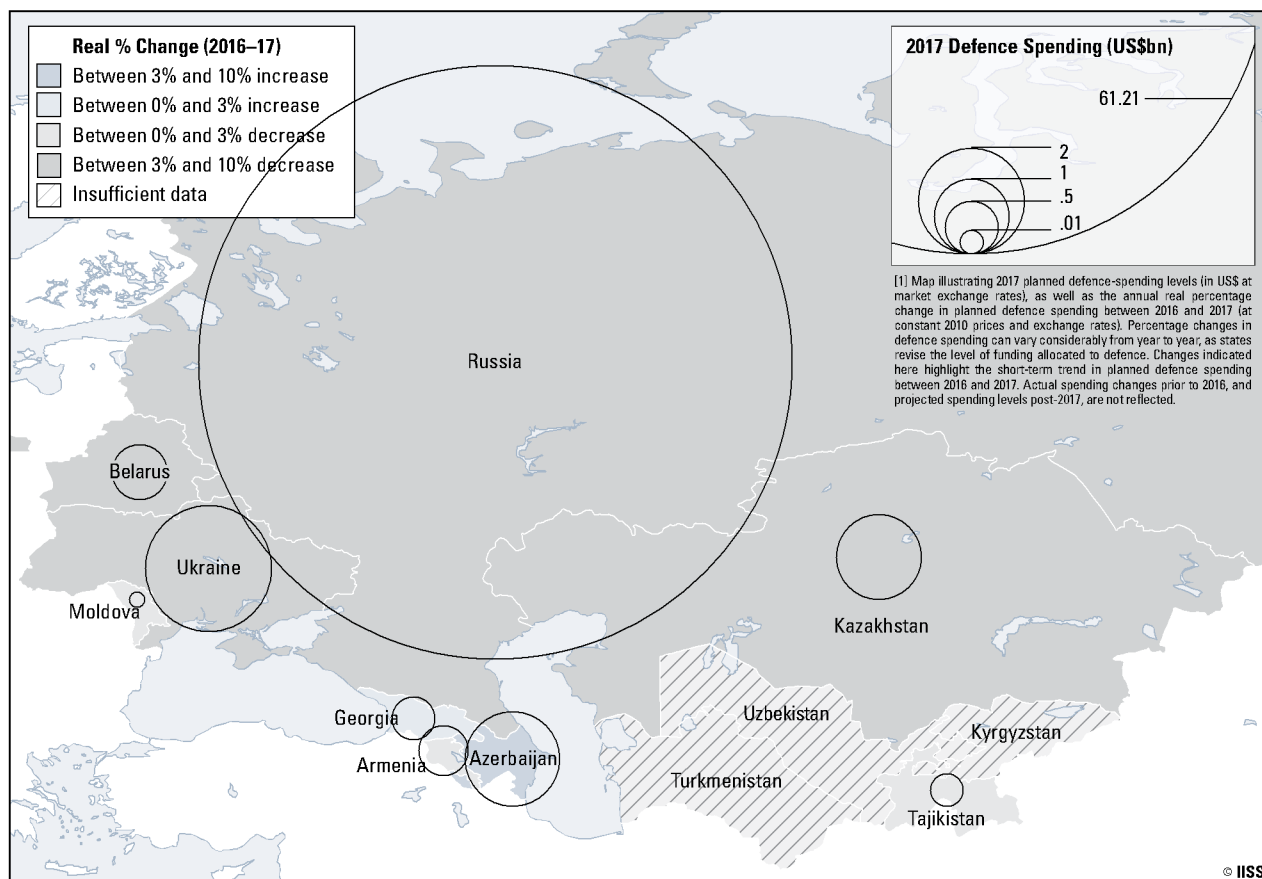 Real % Change (2016–17)
Between 3% and 10% increase
Between 0% and 3% increase
Between 0% and 3% decrease
Between 3% and 10% decrease
Insufficient data
2017 Defence Spending (US$bn)
61.21
2
1
.5
.01
[1] Map illustrating 2017 planned defence-spending levels (in US$ at
market exchange rates), as well as the annual real percentage
change in planned defence spending between 2016 and 2017 (at
constant 2010 prices and exchange rates). Percentage changes in
defence spending can vary considerably from year to year, as states
revise the level of funding allocated to defence. Changes indicated
here highlight the short-term trend in planned defence spending
between 2016 and 2017. Actual spending changes prior to 2016, and
projected spending levels post-2017, are not reflected.
Russia
Belarus
Ukraine
Moldova
Kazakhstan
Georgia
Armenia
Azerbaijan
Uzbekistan
Kyrgyzstan
Turkmenistan
Tajikistan
© IISS